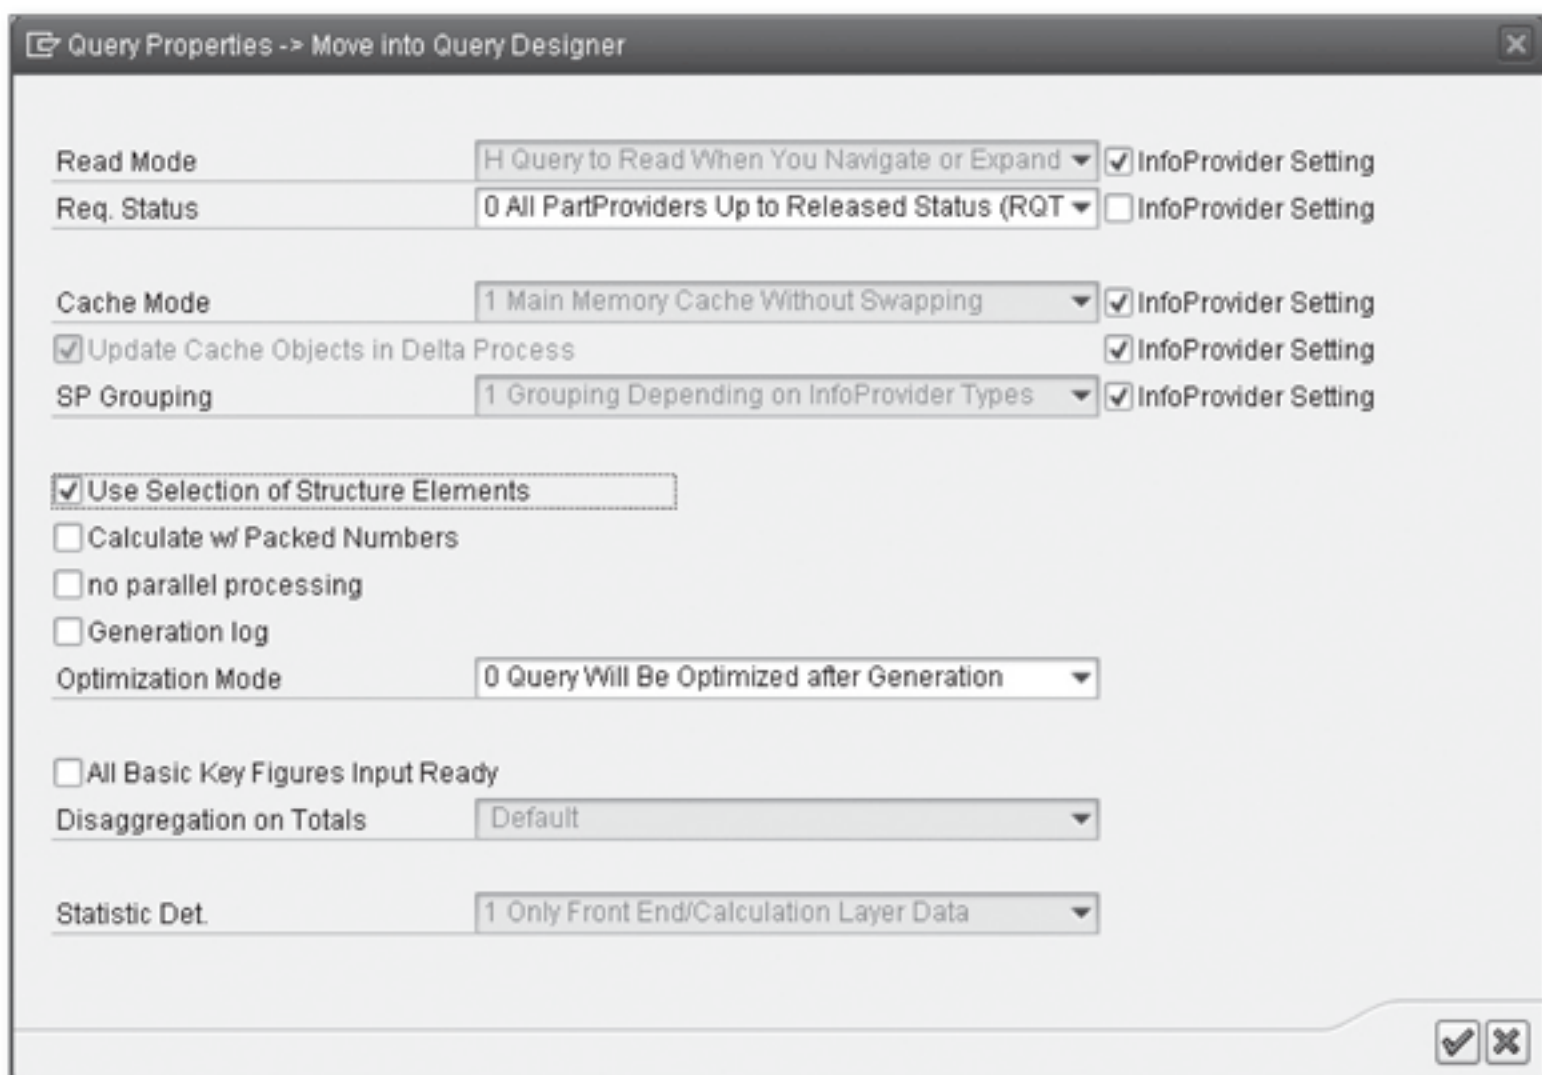 Query Properties -> Move into Query Designer
Read Mode H Query to Read When You Navigate or Expand InfoProvider Setting
Req. Status 0 All PartProviders Up to Released Status (RQT InfoProvider Setting
Cache Mode 1 Main Memory Cache Without Swapping InfoProvider Setting
Update Cache Objects in Delta Process InfoProvider Setting
SP Grouping 1 Grouping Depending on InfoProvider Types InfoProvider Setting
Use Selection of Structure Elements
Calculate w/ Packed Numbers
no parallel processing
Generation log
Optimization Mode 0 Query Will Be Optimized after Generation
All Basic Key Figures Input Ready
Disaggregation on Totals Default
Statistic Det. 1 Only Front End/Calculation Layer Data